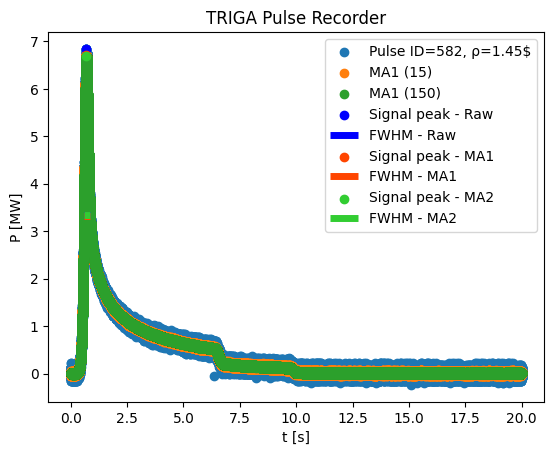 TRIGA Pulse Recorder
Pulse ID=582, ρ=1.45$
MA1 (15)
MA1 (150)
Signal peak - Raw
FWHM - Raw
Signal peak - MA1
FWHM - MA1
Signal peak - MA2
FWHM - MA2
P [MW]
7
6
5
4
3
2
1
0
0.0 2.5 5.0 7.5 10.0 12.5 15.0 17.5 20.0
t [s]